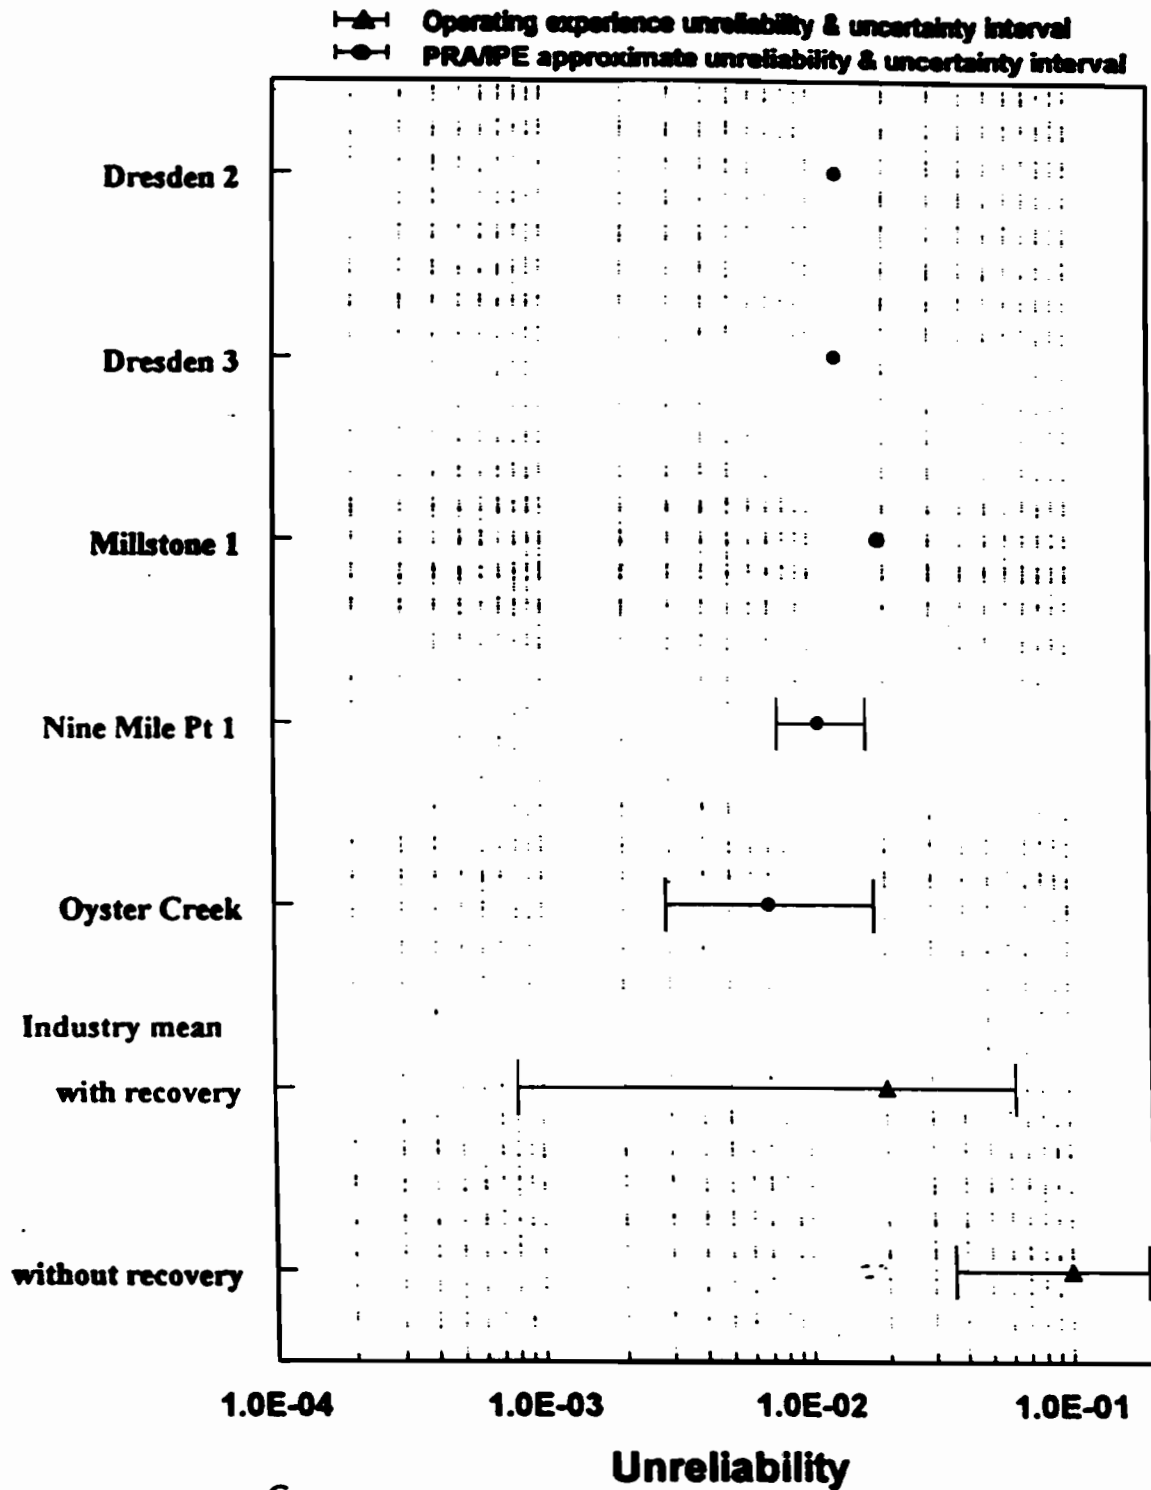 Operating experience unreliability & uncertainty interval
PRA/IPE approximate unreliability & uncertainty interval
Dresden 2
Dresden 3
Millstone 1
Nine Mile Pt 1
Oyster Creek
Industry mean
with recovery
without recovery
1.0E-04 1.0E-03 1.0E-02 1.0E-01
Unreliability